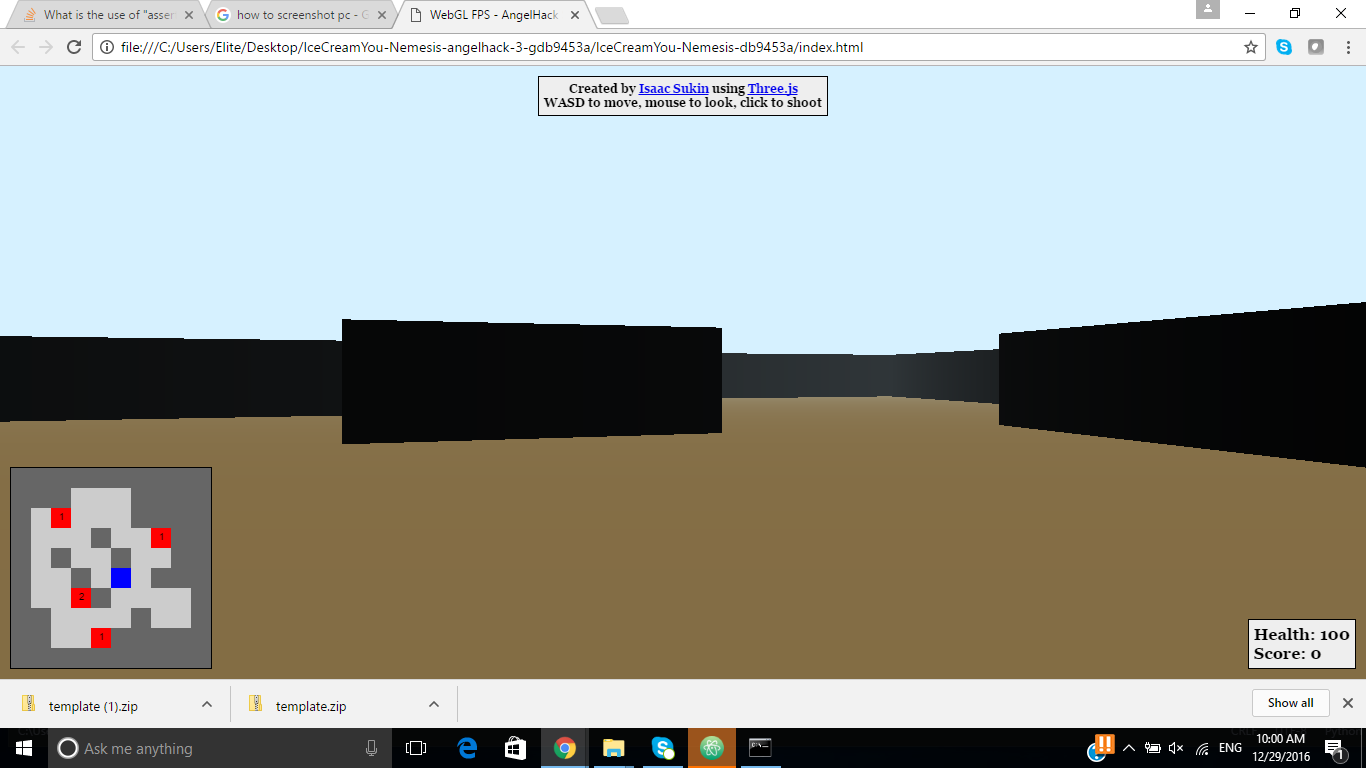 What is the use of "asser
how to screenshot pc - G
WebGL FPS - AngelHack
file:///C:/Users/Elite/Desktop/IceCreamYou-Nemesis-angelhack-3-gdb9453a/IceCreamYou-Nemesis-db9453a/index.html
Created by Isaac Sukin using Three.js
WASD to move, mouse to look, click to shoot
1
1
2
1
Health: 100
Score: 0
template (1).zip
template.zip
Show all
Ask me anything
ENG
10:00 AM
12/29/2016
1